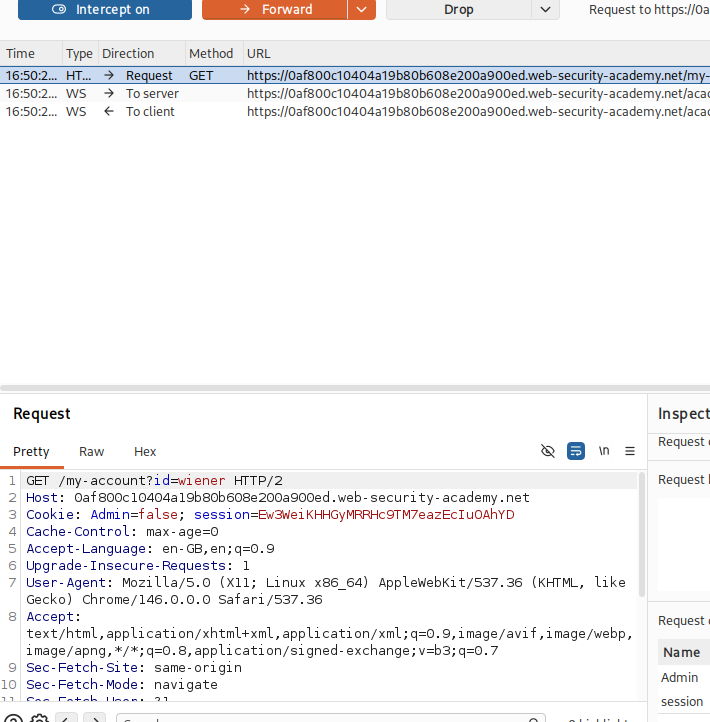 Intercept on Forward Drop Request to https://0a
Time Type Direction Method URL
16:50:2... HT... → Request GET https://0af800c10404a19b80b608e200a900ed.web-security-academy.net/my-
16:50:2... WS → To server https://0af800c10404a19b80b608e200a900ed.web-security-academy.net/acac
16:50:2... WS ← To client https://0af800c10404a19b80b608e200a900ed.web-security-academy.net/acac
Request Inspect
Pretty Raw Hex \n Request
Request
1 GET /my-account?id=wiener HTTP/2
2 Host: 0af800c10404a19b80b608e200a900ed.web-security-academy.net
3 Cookie: Admin=false; session=Ew3WeiKHHGyMRRHc9TM7eazEcIuOAhYD
4 Cache-Control: max-age=0
5 Accept-Language: en-GB,en;q=0.9
6 Upgrade-Insecure-Requests: 1
7 User-Agent: Mozilla/5.0 (X11; Linux x86_64) AppleWebKit/537.36 (KHTML, like
Gecko) Chrome/146.0.0.0 Safari/537.36
8 Accept:
text/html,application/xhtml+xml,application/xml;q=0.9,image/avif,image/webp,
image/apng,*/*;q=0.8,application/signed-exchange;v=b3;q=0.7
9 Sec-Fetch-Site: same-origin
10 Sec-Fetch-Mode: navigate
Request
Name
Admin
session